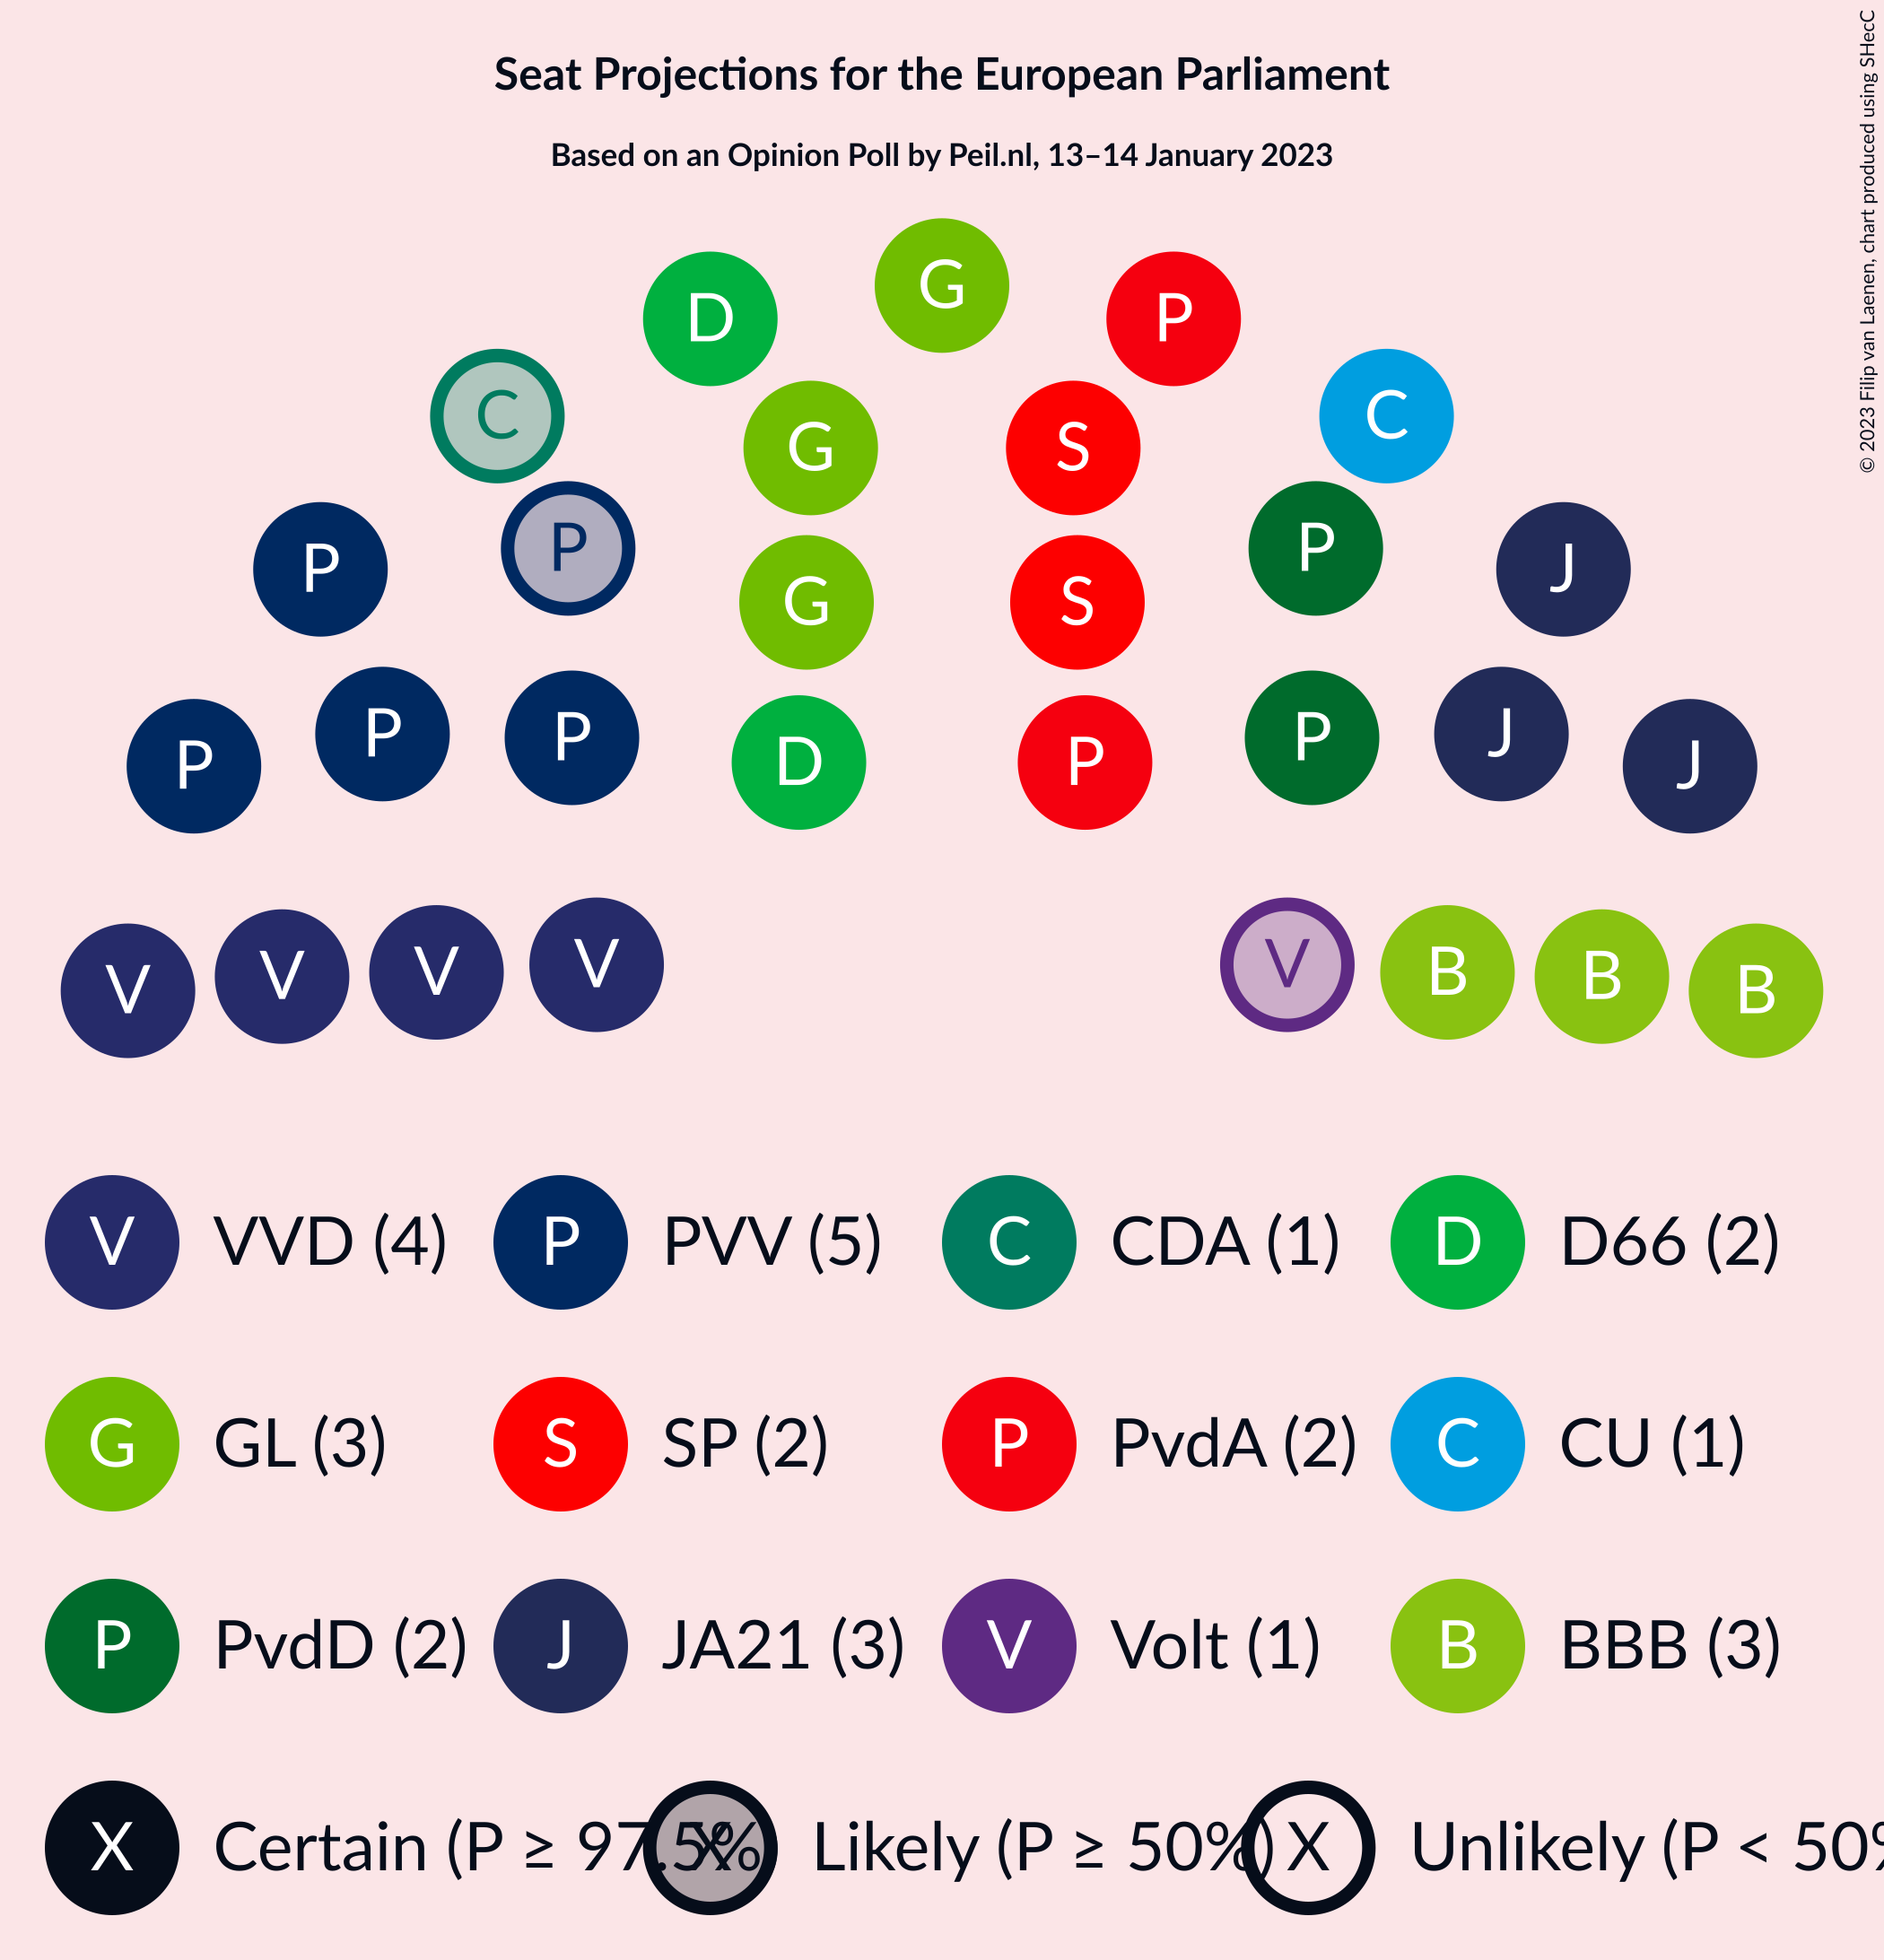 Seat Projections for the European Parliament
Based on an Opinion Poll by Peil.nl, 13–14 January 2023
© 2023 Filip van Laenen, chart produced using SHecC
G
D P
C C
G S
P P P J
G S
P P P J
P D P J
V V V V V B B B
V VVD (4) P PVV (5) C CDA (1) D D66 (2)
G GL (3) S SP (2) P PvdA (2) C CU (1)
P PvdD (2) J JA21 (3) V Volt (1) B BBB (3)
X Certain (P ≥ 97.5% X Likely (P ≥ 50%) X Unlikely (P < 50%